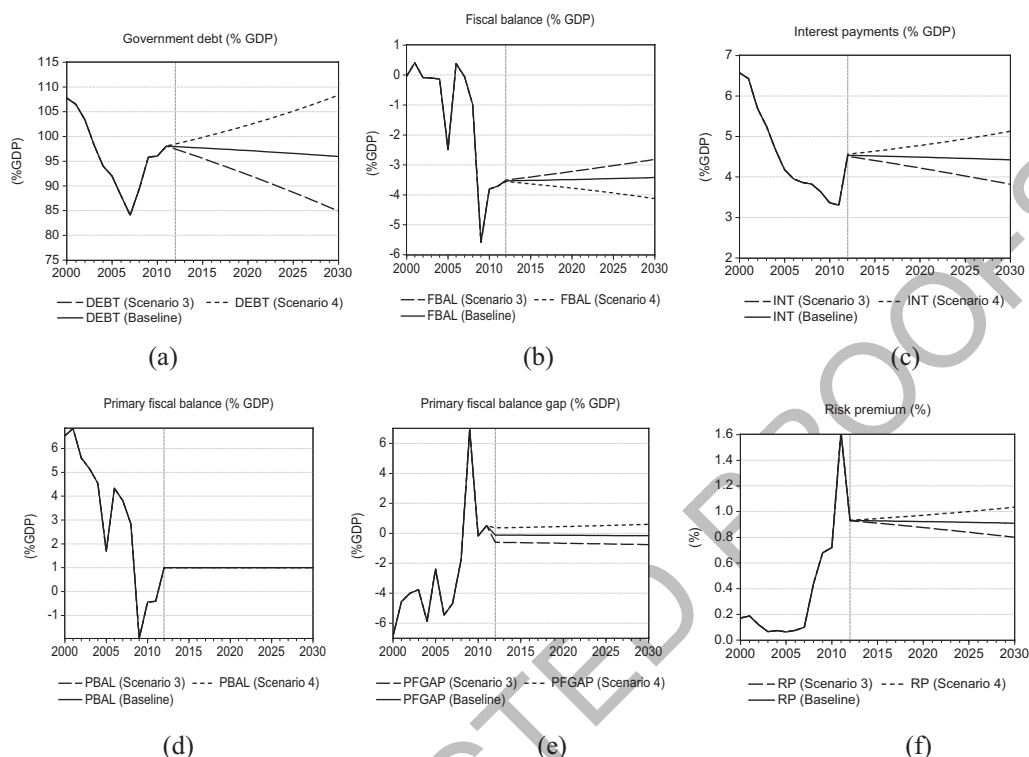 Government debt (% GDP)
115
110
105
100
95
90
85
80
75
(%GDP)
2000 2005 2010 2015 2020 2025 2030
DEBT (Scenario 3) DEBT (Scenario 4)
DEBT (Baseline)
(a)
Fiscal balance (% GDP)
1
0
-1
-2
-3
-4
-5
-6
(%GDP)
2000 2005 2010 2015 2020 2025 2030
FBAL (Scenario 3) FBAL (Scenario 4)
FBAL (Baseline)
(b)
Interest payments (% GDP)
7
6
5
4
3
2
(%GDP)
2000 2005 2010 2015 2020 2025 2030
INT (Scenario 3) INT (Scenario 4)
INT (Baseline)
(c)
Primary fiscal balance (% GDP)
6
5
4
3
2
1
0
-1
(%GDP)
2000 2005 2010 2015 2020 2025 2030
PBAL (Scenario 3) PBAL (Scenario 4)
PBAL (Baseline)
(d)
Primary fiscal balance gap (% GDP)
6
4
2
0
-2
-4
-6
(%GDP)
2000 2005 2010 2015 2020 2025 2030
PFGAP (Scenario 3) PFGAP (Scenario 4)
PFGAP (Baseline)
(e)
Risk premium (%)
1.6
1.4
1.2
1.0
0.8
0.6
0.4
0.2
0.0
(%)
2000 2005 2010 2015 2020 2025 2030
RP (Scenario 3) RP (Scenario 4)
RP (Baseline)
(f)